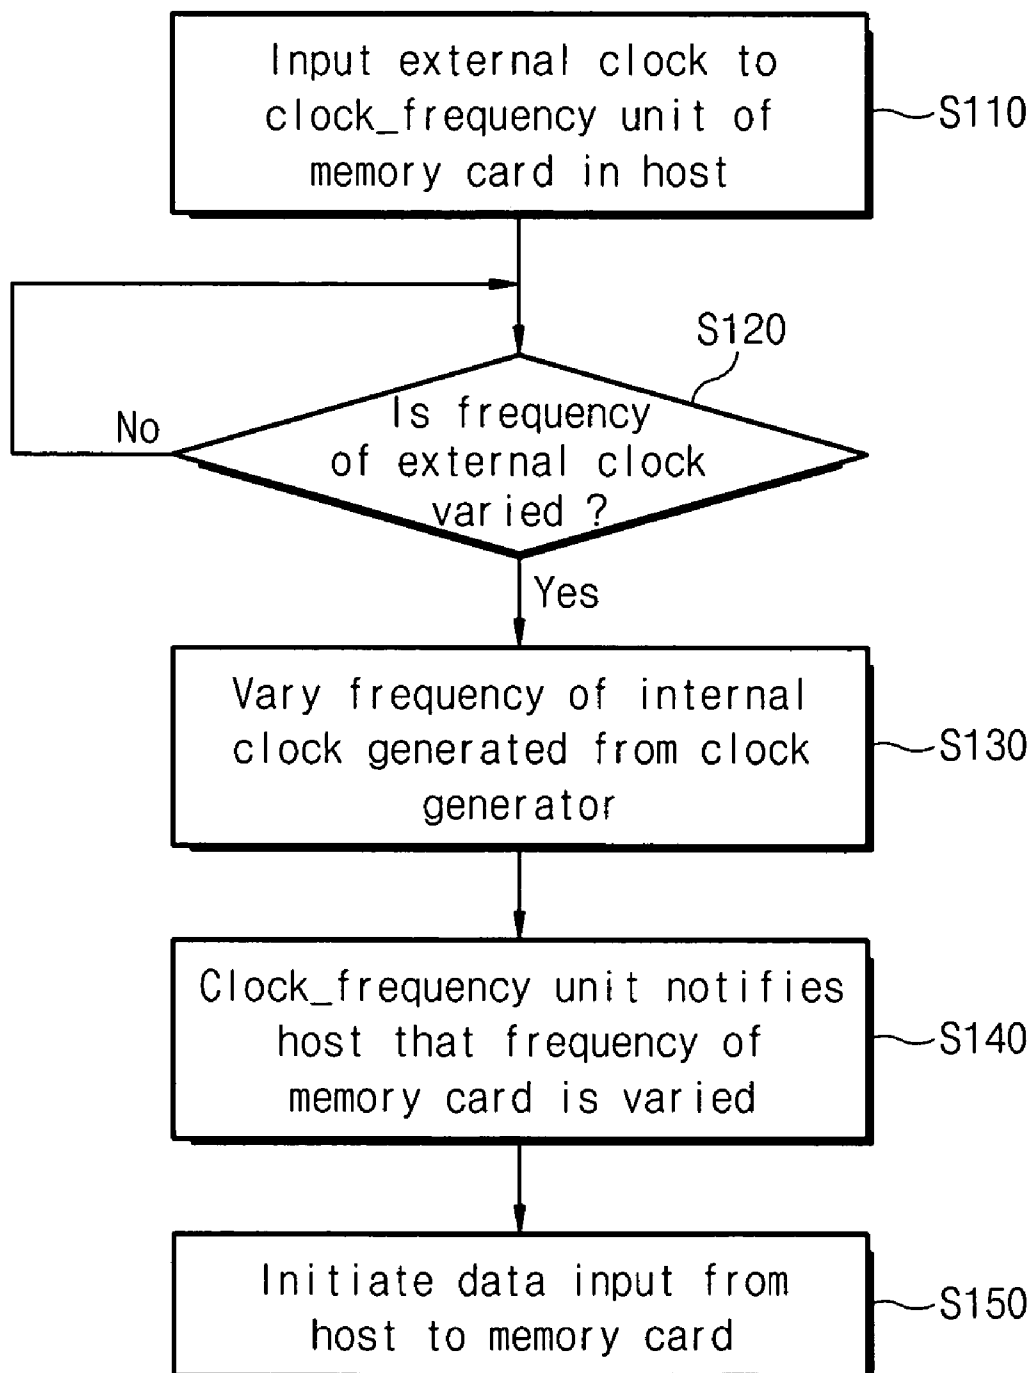 Input external clock to
clock_frequency unit of
memory card in host
S110
S120
Is frequency
of external clock
varied ?
No
Yes
Vary frequency of internal
clock generated from clock
generator
S130
Clock_frequency unit notifies
host that frequency of
memory card is varied
S140
Initiate data input from
host to memory card
S150